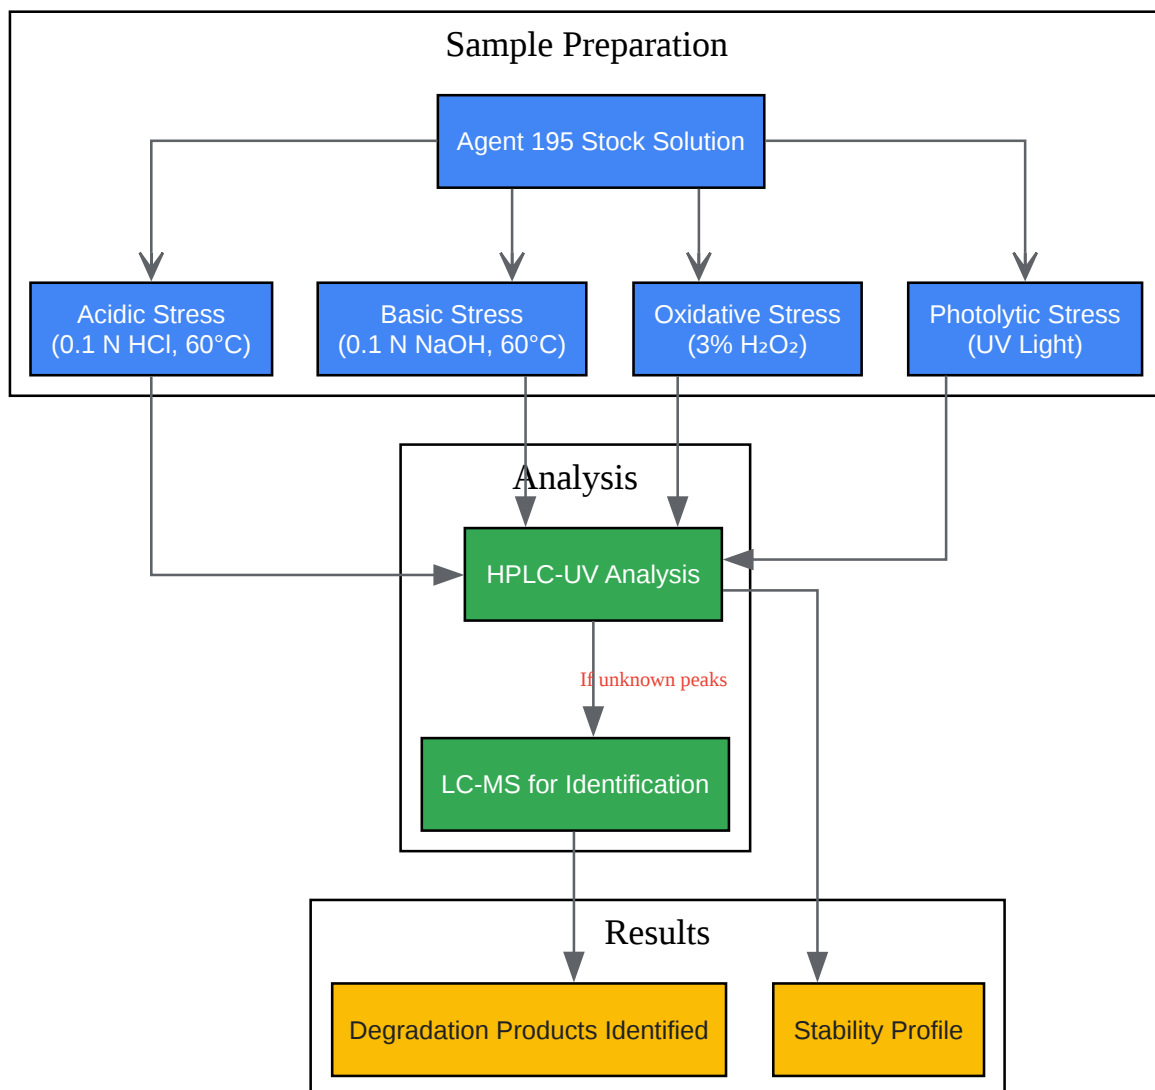 Sample Preparation
Agent 195 Stock Solution
Acidic Stress
(0.1 N HCl, 60°C)
Basic Stress
(0.1 N NaOH, 60°C)
Oxidative Stress
(3% H₂O₂)
Photolytic Stress
(UV Light)
Analysis
HPLC-UV Analysis
If unknown peaks
LC-MS for Identification
Results
Degradation Products Identified
Stability Profile